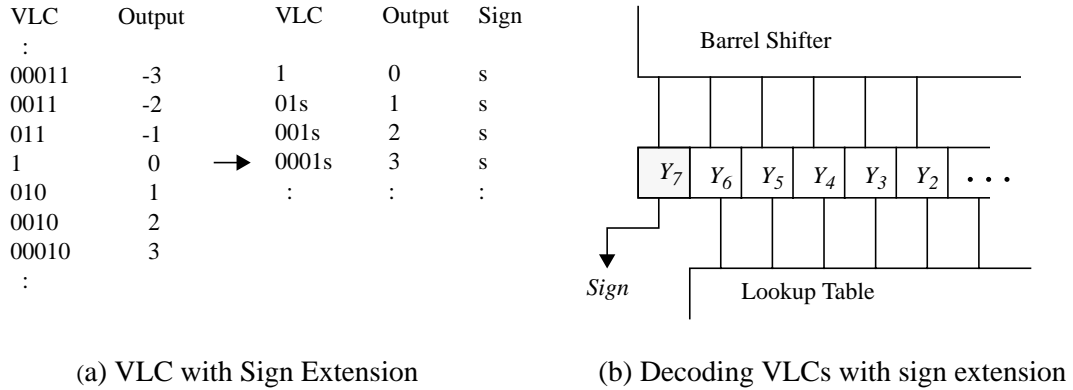 VLC Output VLC Output Sign
:
00011 -3 1 0 s
0011 -2 01s 1 s
011 -1 001s 2 s
1 0 0001s 3 s
010 1 : : :
0010 2
00010 3
:
(a) VLC with Sign Extension
Barrel Shifter
Y7 Y6 Y5 Y4 Y3 Y2 . . .
Sign
Lookup Table
(b) Decoding VLCs with sign extension